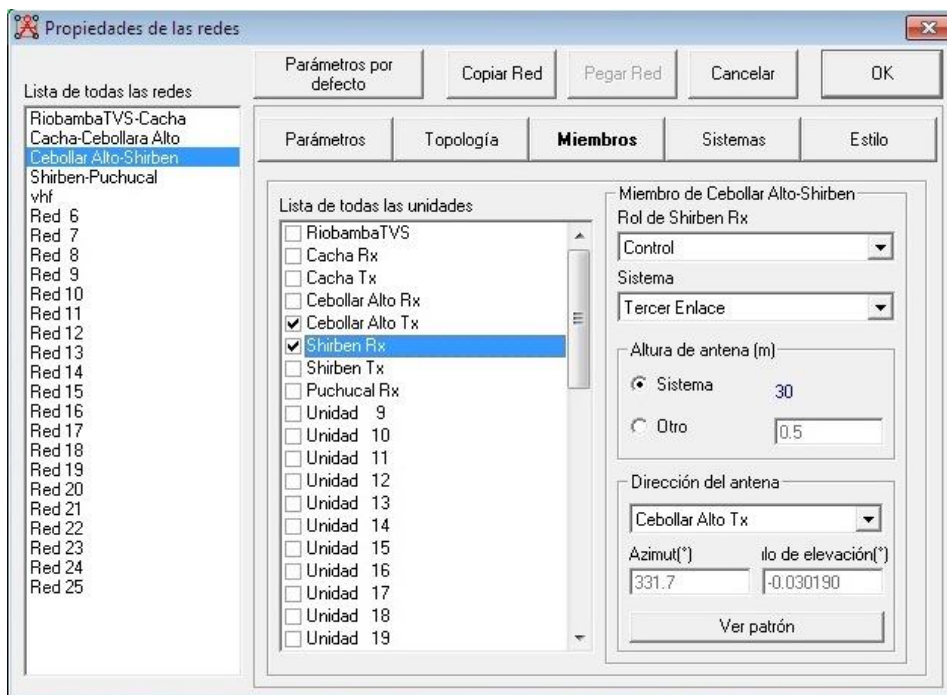 Propiedades de las redes
Parámetros por defecto
Copiar Red
Pegar Red
Cancelar
OK
Lista de todas las redes
RiobambaTVS-Cacha
Cacha-Cebollara Alto
Cebollar Alto-Shirben
Shirben-Puchucal
vhf
Red 6
Red 7
Red 8
Red 9
Red 10
Red 11
Red 12
Red 13
Red 14
Red 15
Red 16
Red 17
Red 18
Red 19
Red 20
Red 21
Red 22
Red 23
Red 24
Red 25
Parámetros
Topología
Miembros
Sistemas
Estilo
Lista de todas las unidades
RiobambaTVS
Cacha Rx
Cacha Tx
Cebollar Alto Rx
Cebollar Alto Tx
Shirben Rx
Shirben Tx
Puchucal Rx
Unidad 9
Unidad 10
Unidad 11
Unidad 12
Unidad 13
Unidad 14
Unidad 15
Unidad 16
Unidad 17
Unidad 18
Unidad 19
Miembro de Cebollar Alto-Shirben
Rol de Shirben Rx
Control
Sistema
Tercer Enlace
Altura de antena (m)
Sistema 30
Otro 0.5
Dirección del antena
Cebollar Alto Tx
Azimut(°) ılo de elevación(°)
331.7 -0.030190
Ver patrón